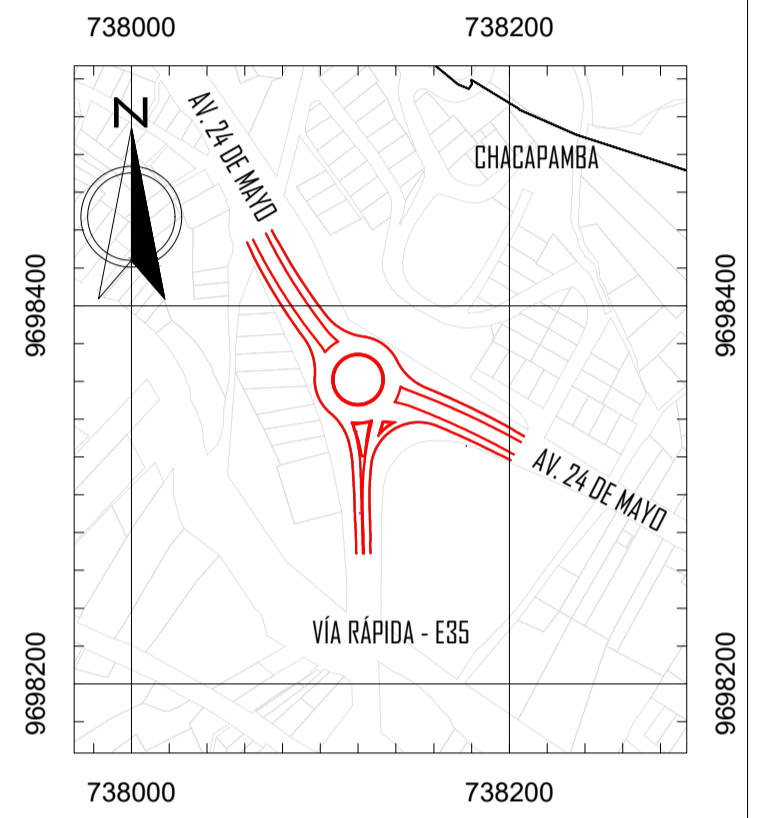 738000 738200
N
AV. 24 DE MAYO
CHACAPAMBA
9698400 9698400
AV. 24 DE MAYO
VÍA RÁPIDA - E35
9698200 9698200
738000 738200